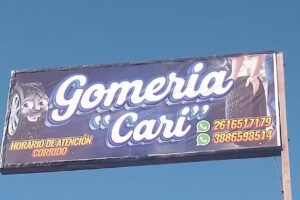 Gomeria
"Cari"
HORARIO DE ATENCIÓN
CORRIDO
2616517179
3886598514